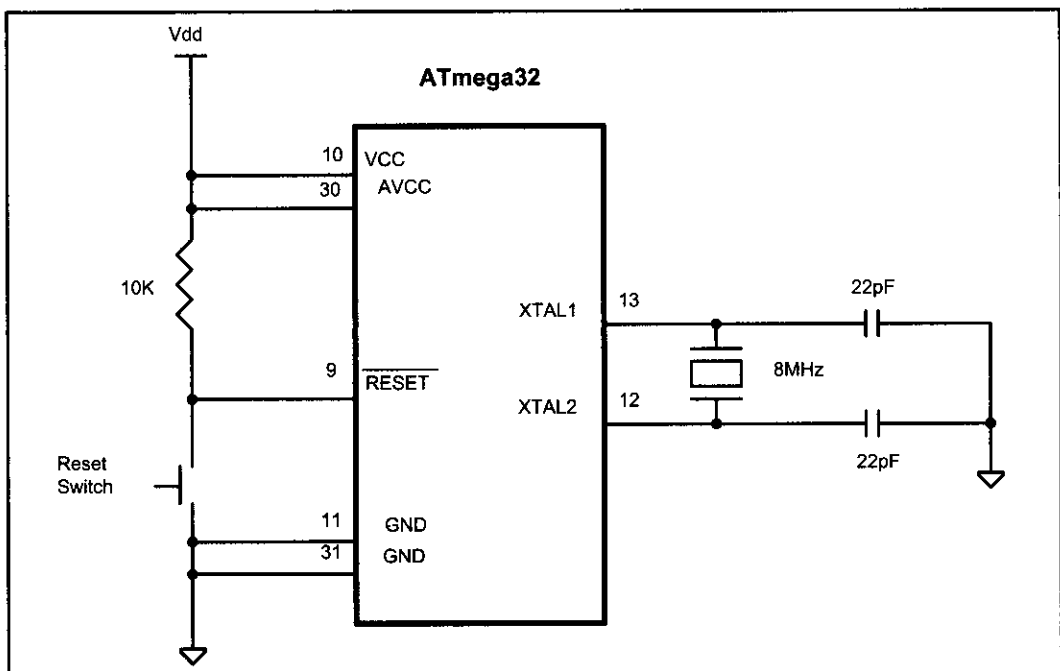 Vdd
ATmega32
10
VCC
30
AVCC
10K
XTAL1
13
22pF
9
RESET
8MHz
XTAL2
12
22pF
Reset
Switch
11
GND
31
GND